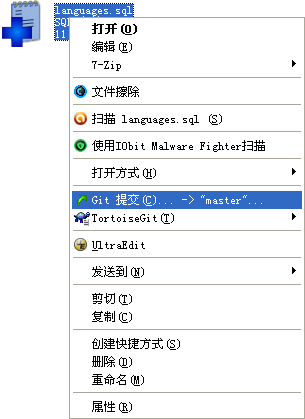 languages.sql
SQL
11
打开(O)
编辑(E)
7-Zip
文件擦除
扫描 languages.sql (S)
使用IObit Malware Fighter扫描
打开方式(H)
Git 提交(C)... -> "master"...
TortoiseGit(T)
UltraEdit
发送到(N)
剪切(T)
复制(C)
创建快捷方式(S)
删除(D)
重命名(M)
属性(R)